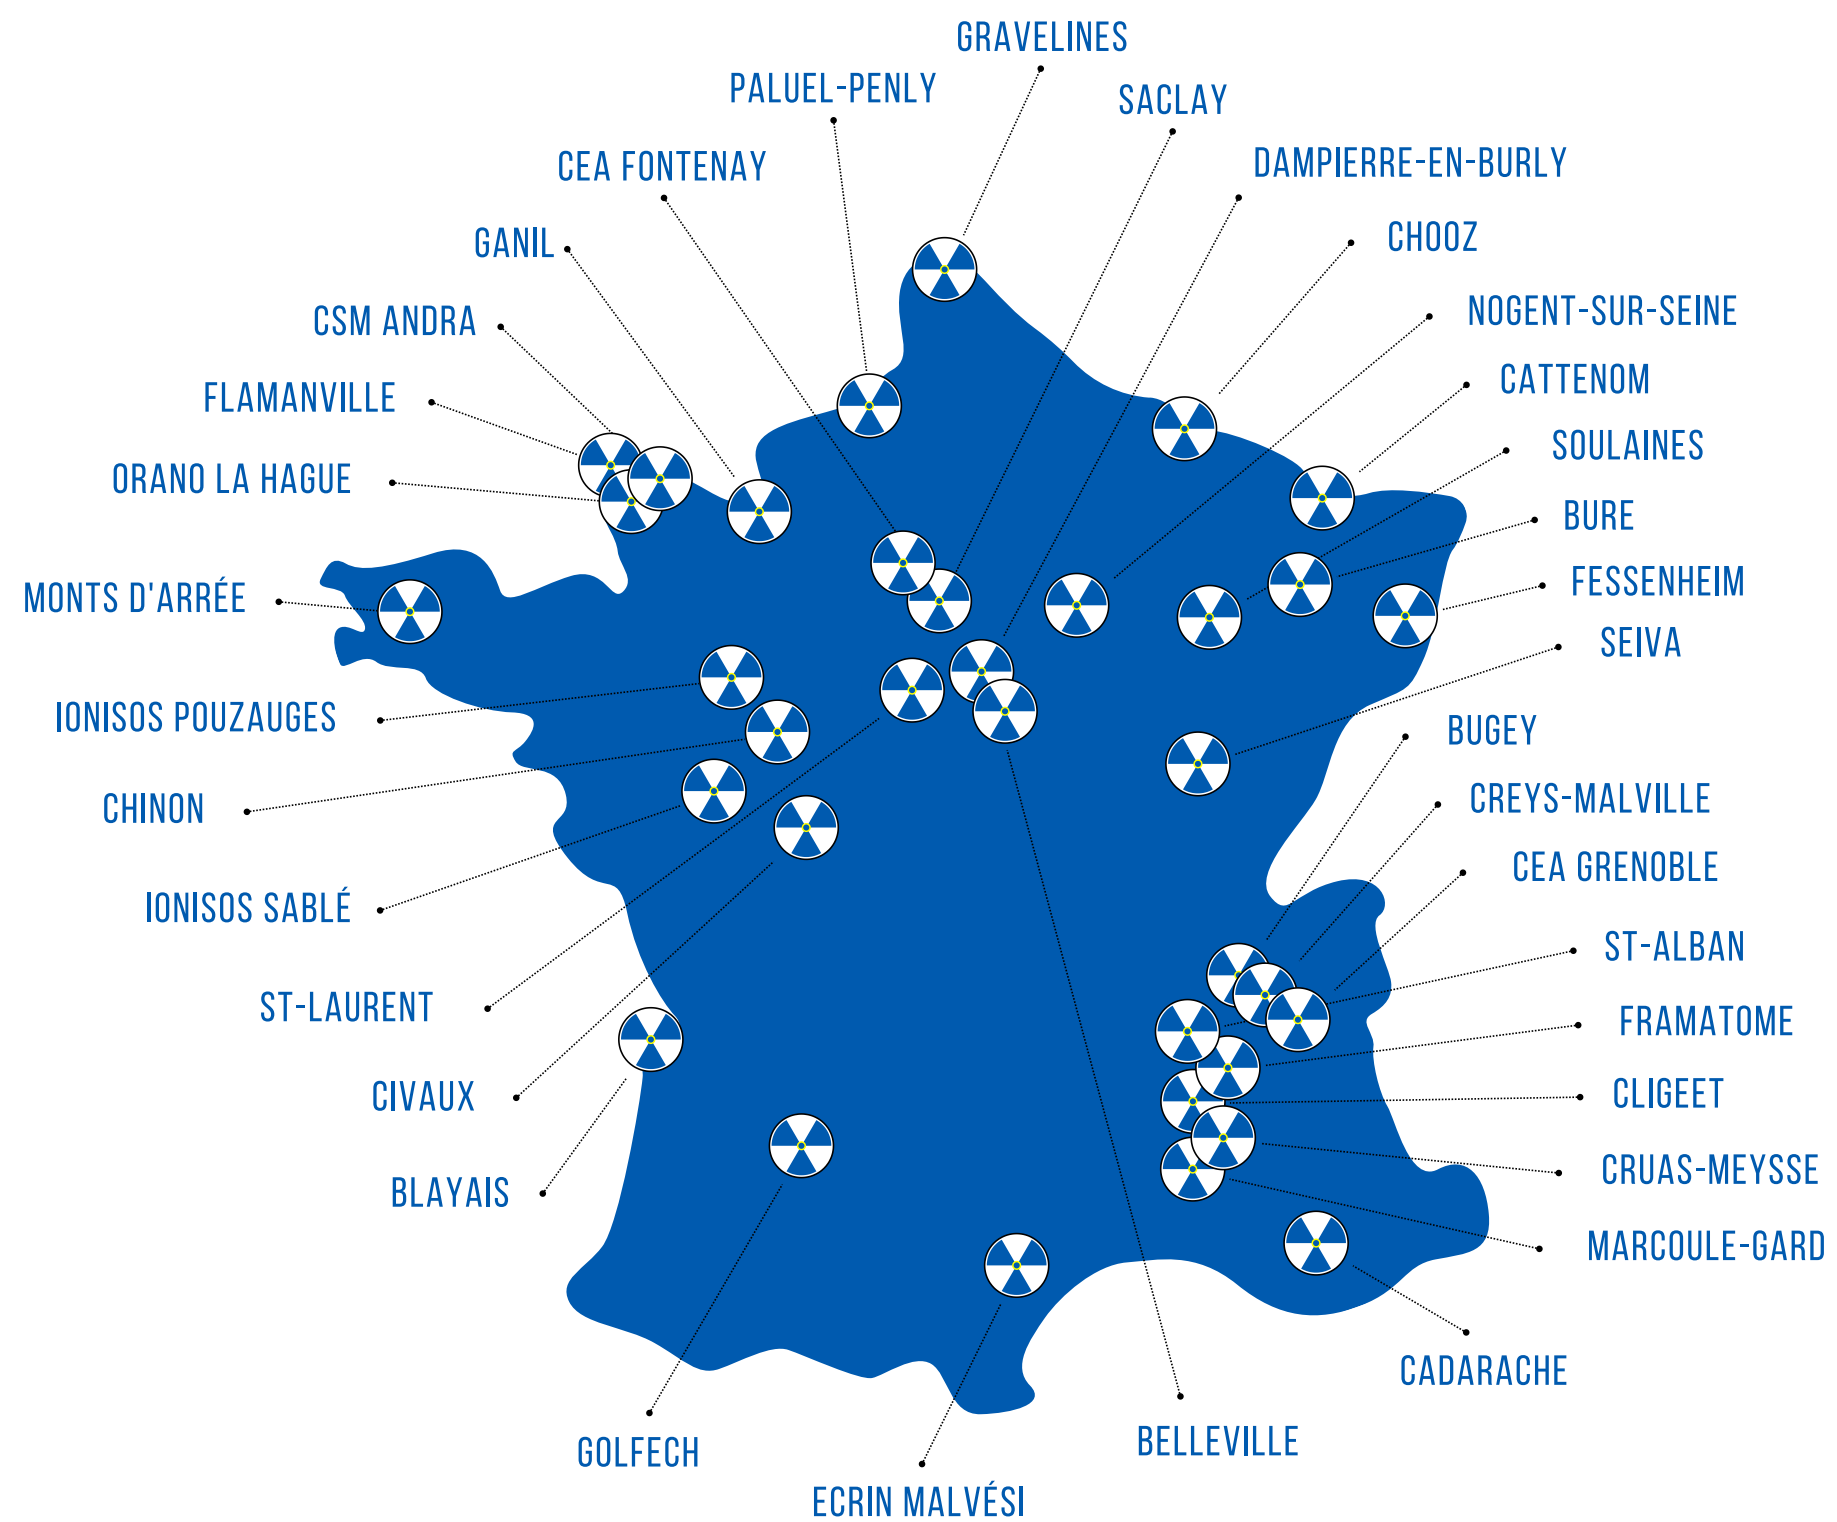 GRAVELINES
PALUEL-PENLY
SACLAY
CEA FONTENAY
DAMPIERRE-EN-BURLY
GANIL
CHOOZ
CSM ANDRA
NOGENT-SUR-SEINE
FLAMANVILLE
CATTENOM
ORANO LA HAGUE
SOULAINES
BURE
MONTS D'ARRÉE
FESSENHEIM
SEIVA
IONISOS POUZAUGES
BUGEY
CHINON
CREYS-MALVILLE
CEA GRENOBLE
IONISOS SABLÉ
ST-ALBAN
ST-LAURENT
FRAMATOME
CIVAUX
CLIGEET
CRUAS-MEYSSE
BLAYAIS
MARCOULE-GARD
CADARACHE
GOLFECH
BELLEVILLE
ECRIN MALVÉSI